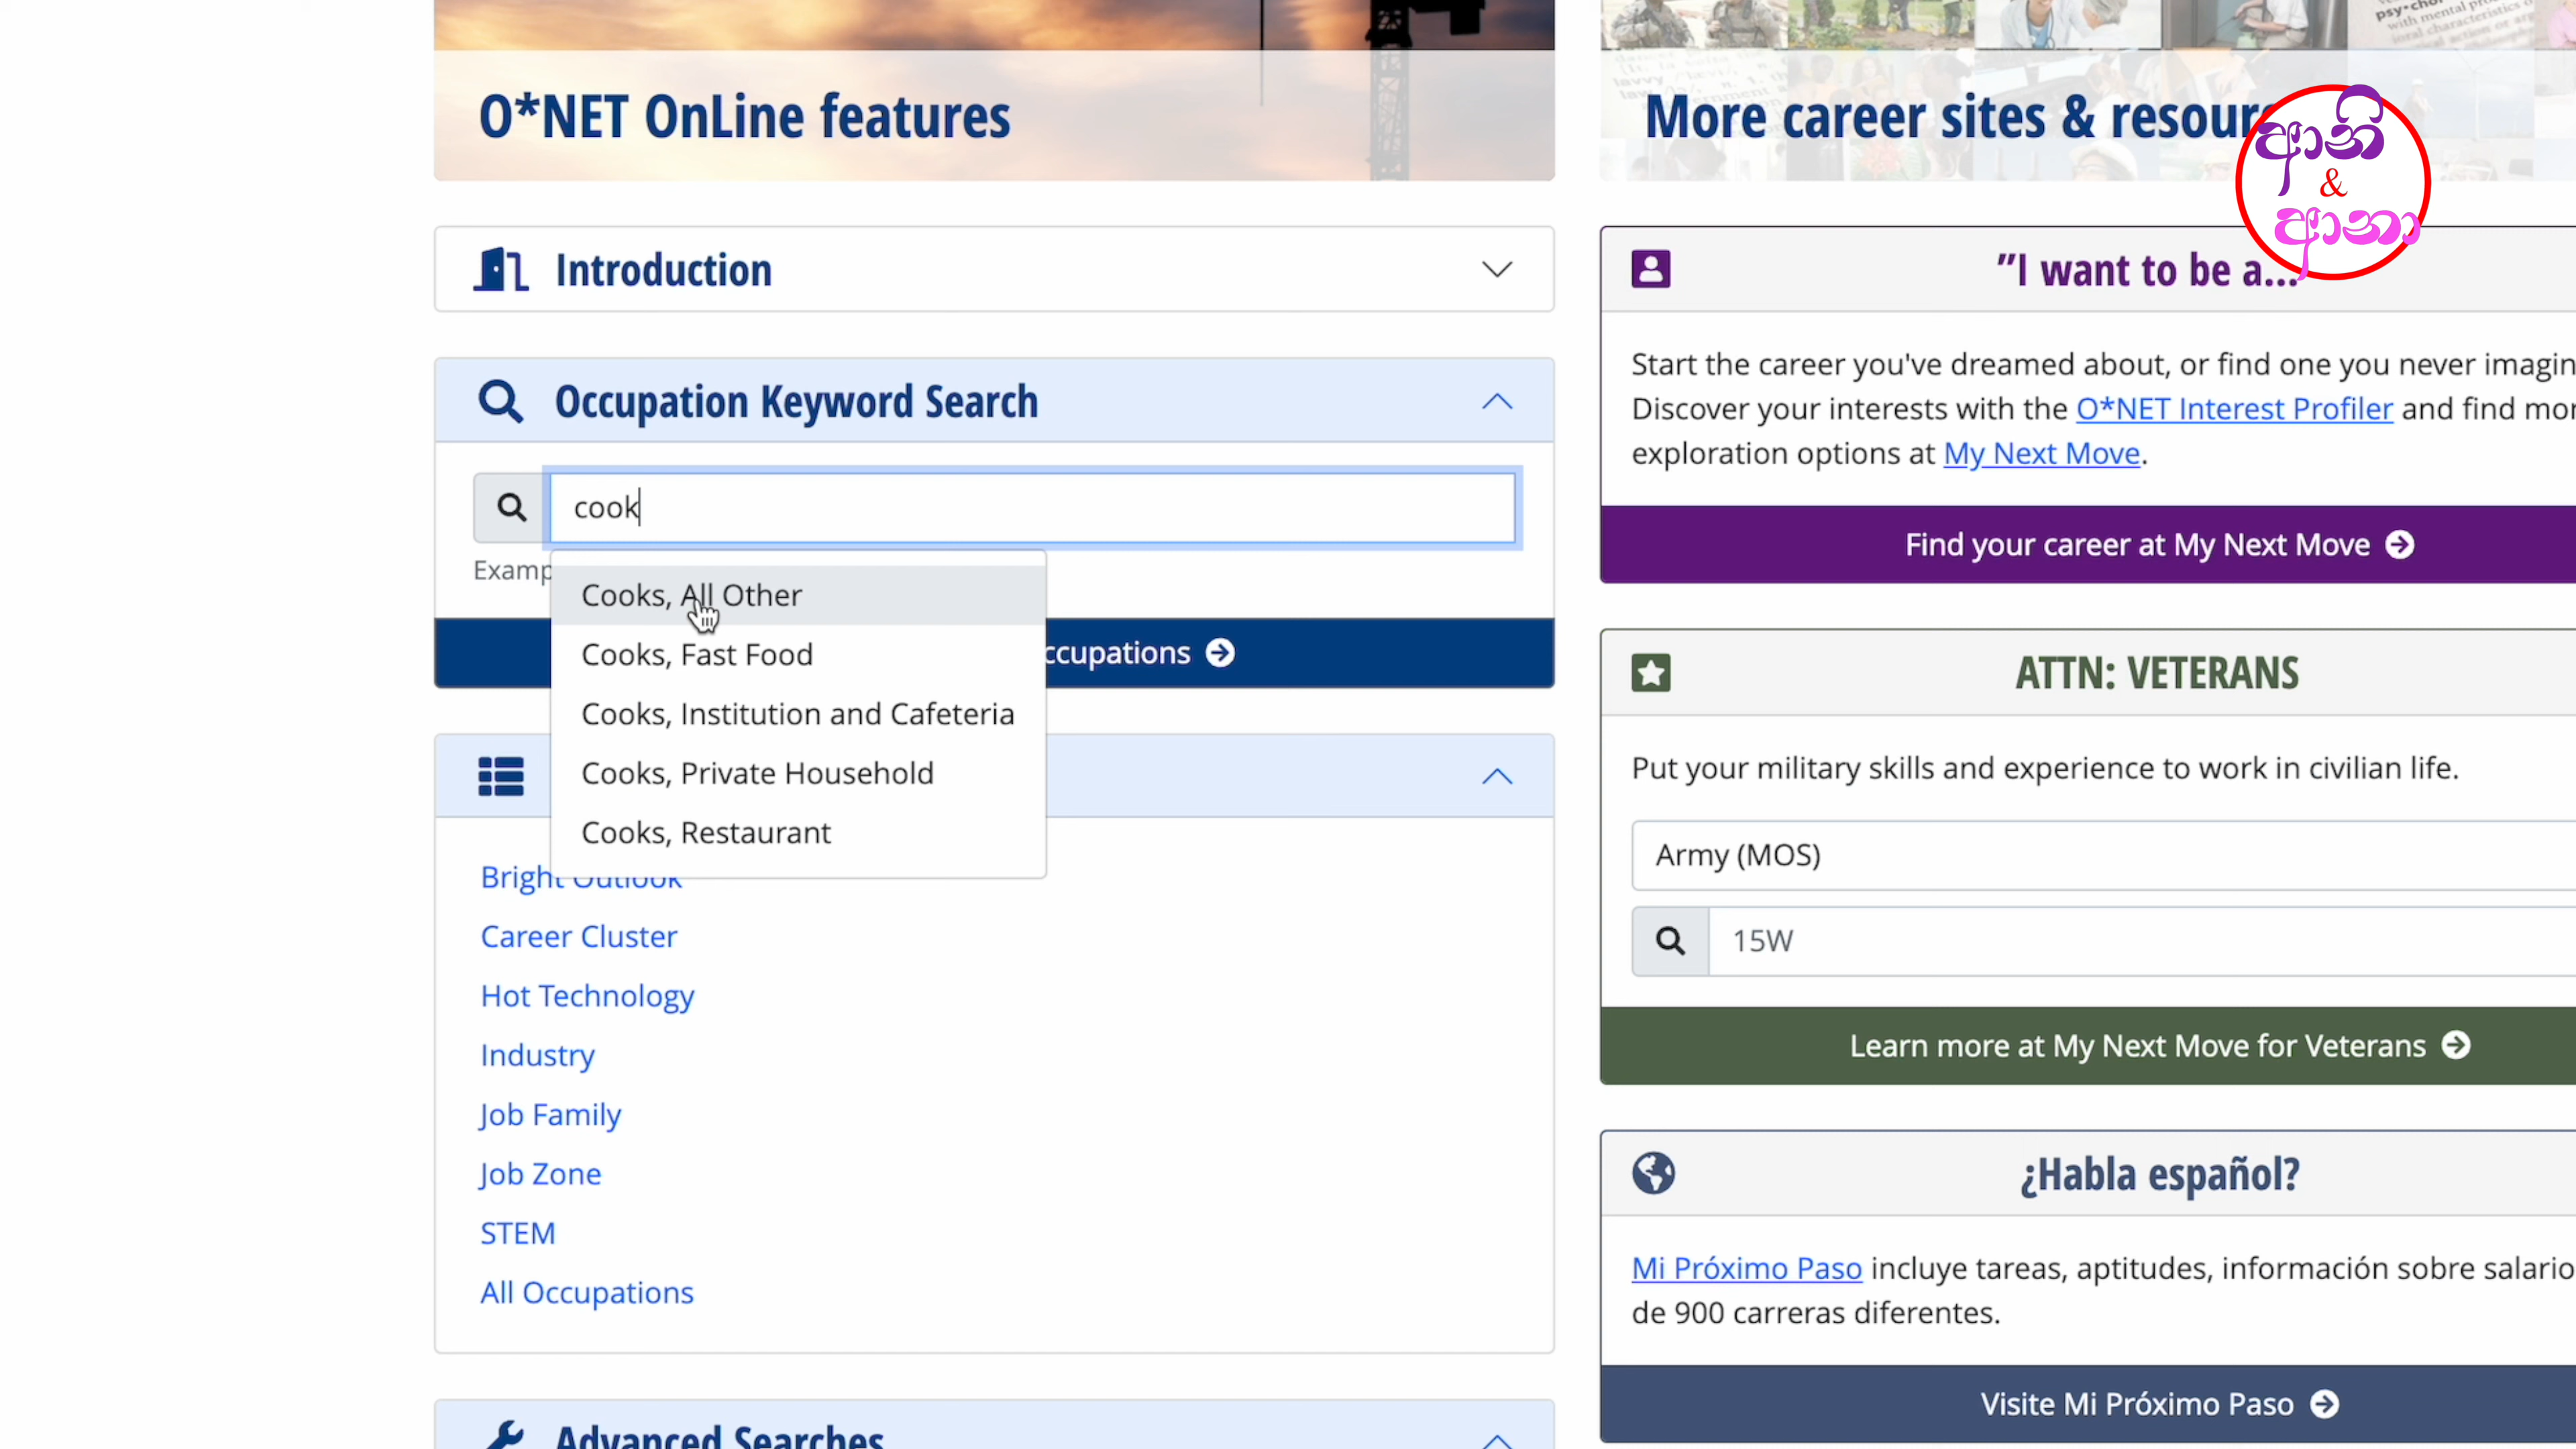 O*NET OnLine features
Introduction
Occupation Keyword Search
cook
Examp
Cooks, All Other
Cooks, Fast Food
Cooks, Institution and Cafeteria
Cooks, Private Household
Cooks, Restaurant
ccupations
Bright Outlook
Career Cluster
Hot Technology
Industry
Job Family
Job Zone
STEM
All Occupations
Advanced Searches
More career sites & resour
&
"I want to be a..."
Start the career you've dreamed about, or find one you never imagin
Discover your interests with the O*NET Interest Profiler and find mor
exploration options at My Next Move.
Find your career at My Next Move
ATTN: VETERANS
Put your military skills and experience to work in civilian life.
Army (MOS)
15W
Learn more at My Next Move for Veterans
¿Habla español?
Mi Próximo Paso incluye tareas, aptitudes, información sobre salario
de 900 carreras diferentes.
Visite Mi Próximo Paso